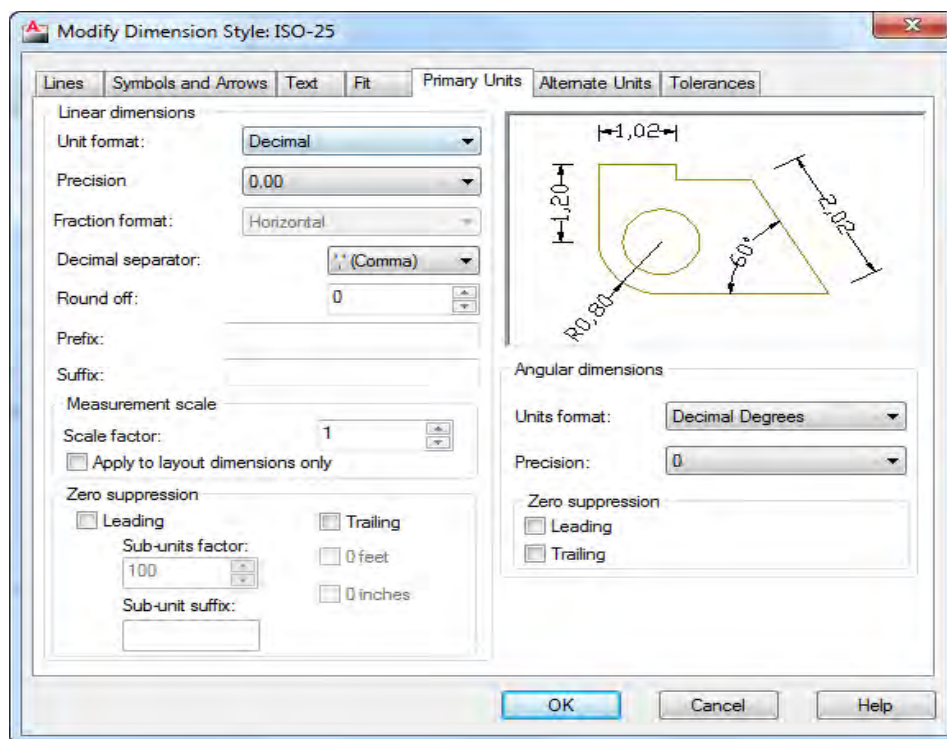 Modify Dimension Style: ISO-25
Lines Symbols and Arrows Text Fit Primary Units Alternate Units Tolerances
Linear dimensions
Unit format: Decimal
Precision 0.00
Fraction format: Horizontal
Decimal separator: ',' (Comma)
Round off: 0
Prefix:
Suffix:
Measurement scale
Scale factor: 1
Apply to layout dimensions only
Zero suppression
Leading
Sub-units factor:
100
Sub-unit suffix:
Trailing
0 feet
0 inches
1,02
1,20
2,02
60°
R0,80
Angular dimensions
Units format: Decimal Degrees
Precision: 0
Zero suppression
Leading
Trailing
OK Cancel Help